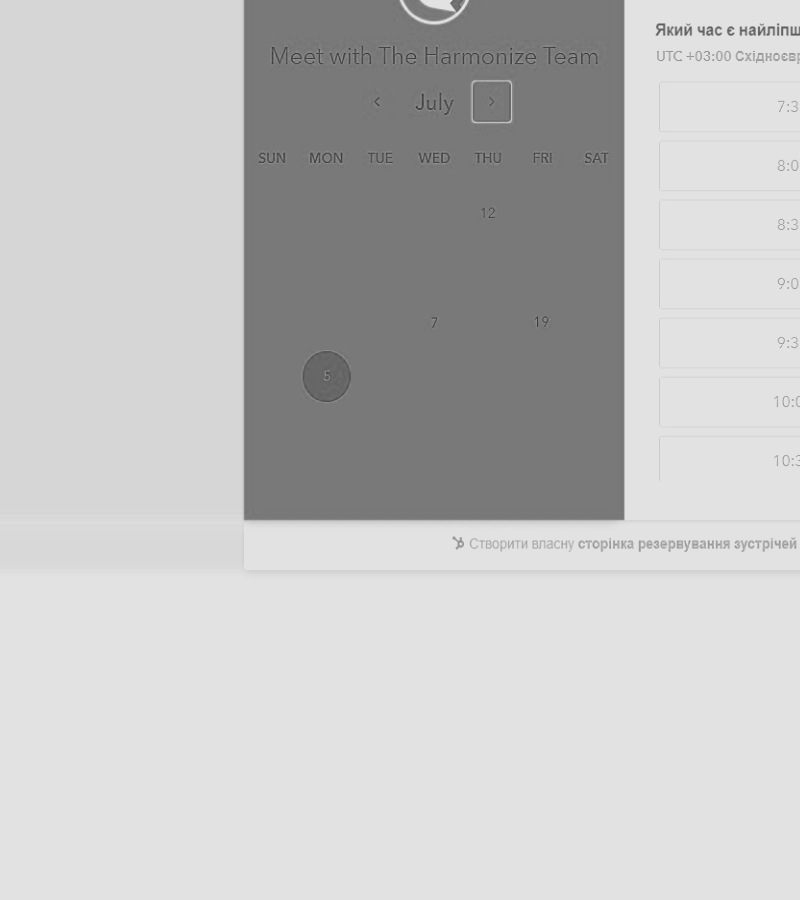 Meet with The Harmonize Team
July
SUN MON TUE WED THU FRI SAT
12
7 19
5
Який час є
UTC +03:00
7:3
8:0
8:3
9:0
9:3
10:0
10:3
Створити власну сторінка резервування зустрічей